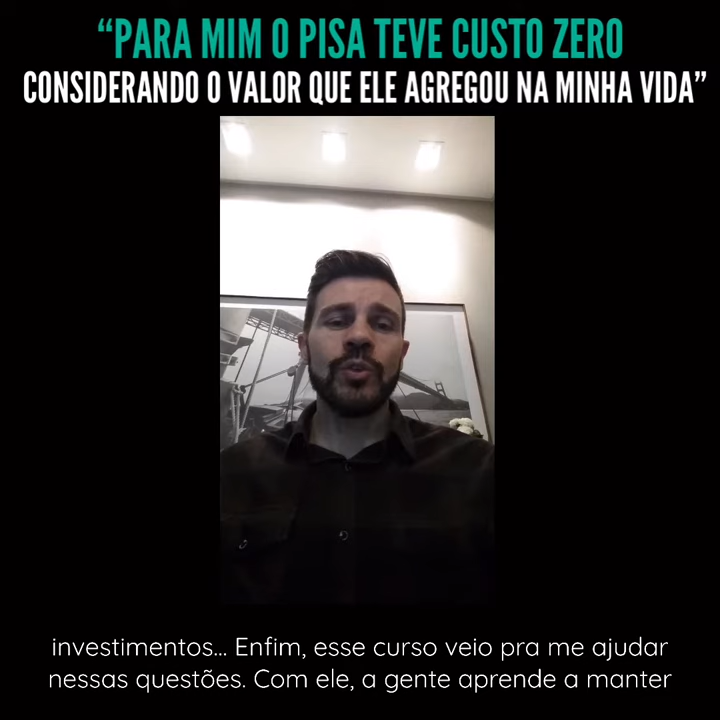 “PARA MIM O PISA TEVE CUSTO ZERO
CONSIDERANDO O VALOR QUE ELE AGREGOU NA MINHA VIDA”
investimentos... Enfim, esse curso veio pra me ajudar
nessas questões. Com ele, a gente aprende a manter